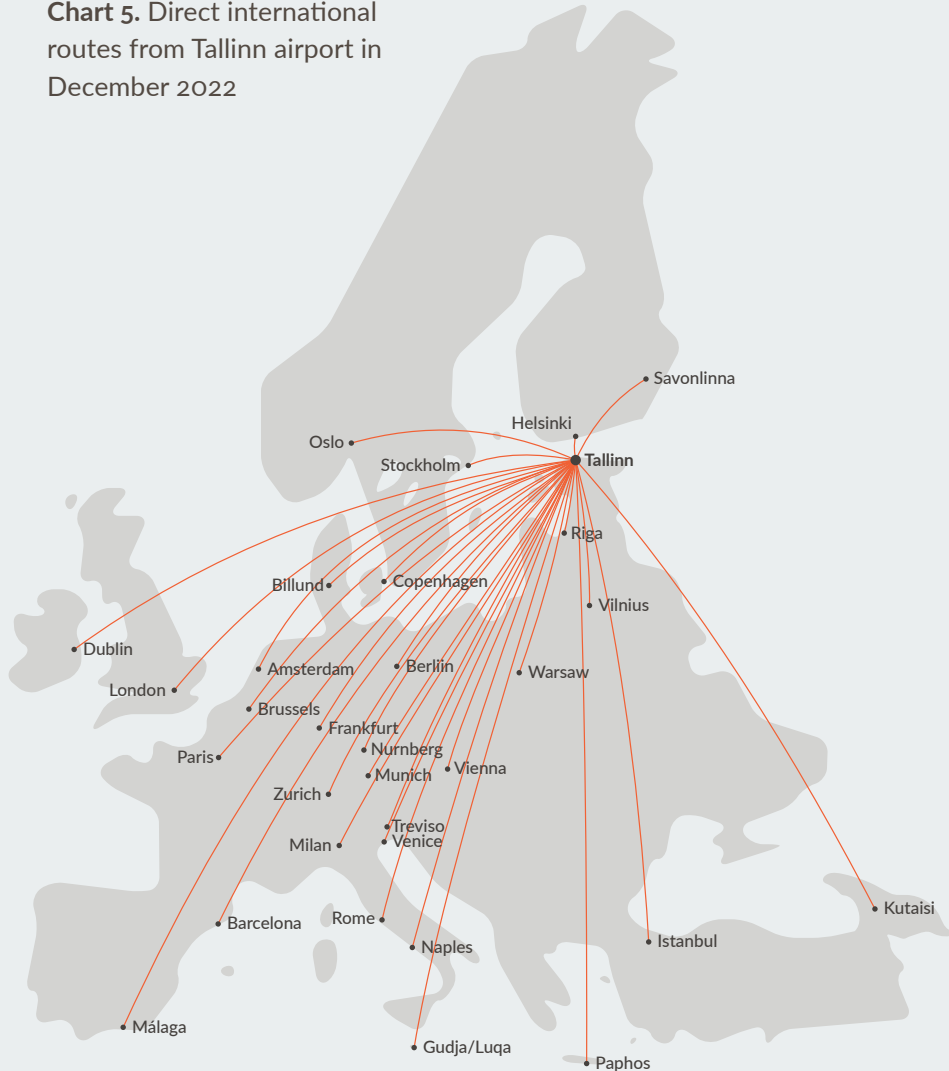 Chart 5. Direct international
routes from Tallinn airport in
December 2022
Savonlinna
Helsinki
Oslo
Stockholm
Tallinn
Riga
Billund
Copenhagen
Vilnius
Dublin
Amsterdam
Berliin
Warsaw
London
Brussels
Frankfurt
Nurnberg
Paris
Vienna
Munich
Zurich
Treviso
Venice
Milan
Kutaisi
Rome
Barcelona
Istanbul
Naples
Málaga
Gudja/Luqa
Paphos